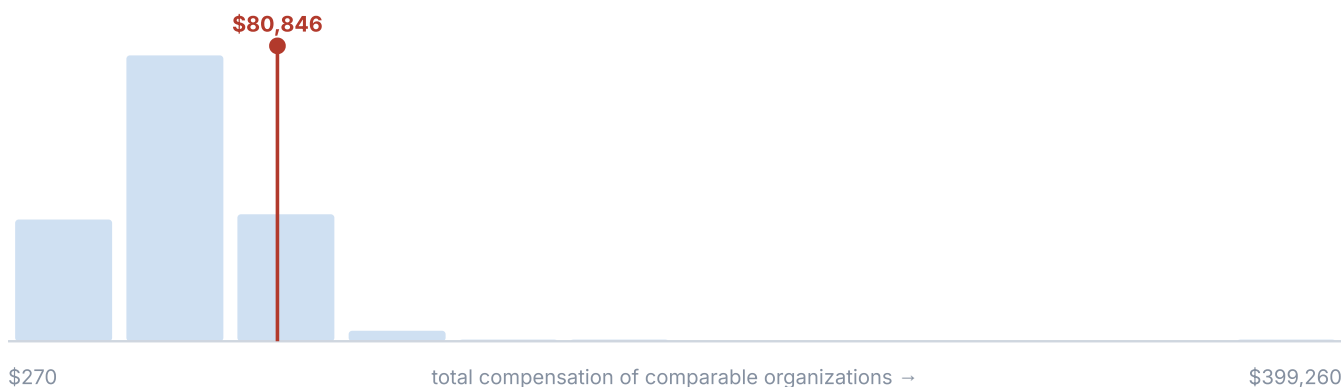 $80,846
$270 total compensation of comparable organizations → $399,260